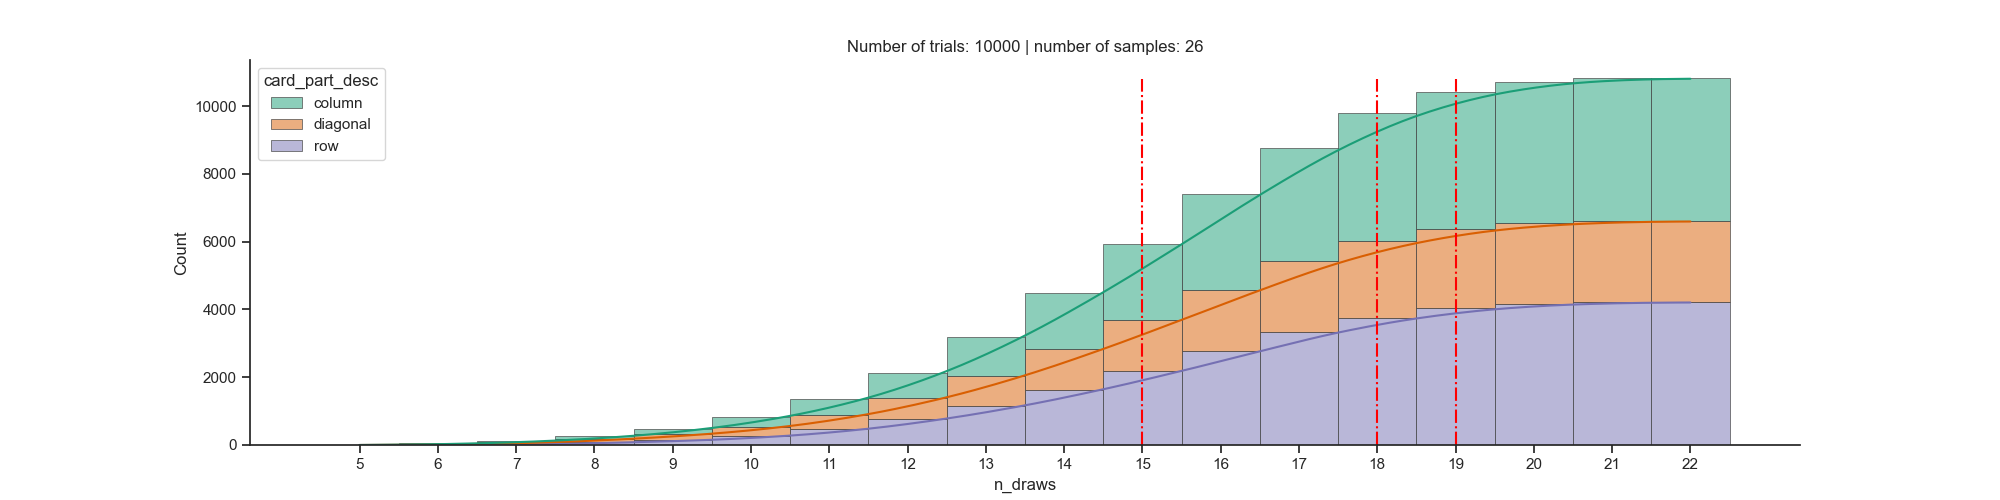 Number of trials: 10000 | number of samples: 26
card_part_desc
column
diagonal
row
Count
10000
8000
6000
4000
2000
0
5 6 7 8 9 10 11 12 13 14 15 16 17 18 19 20 21 22
n_draws